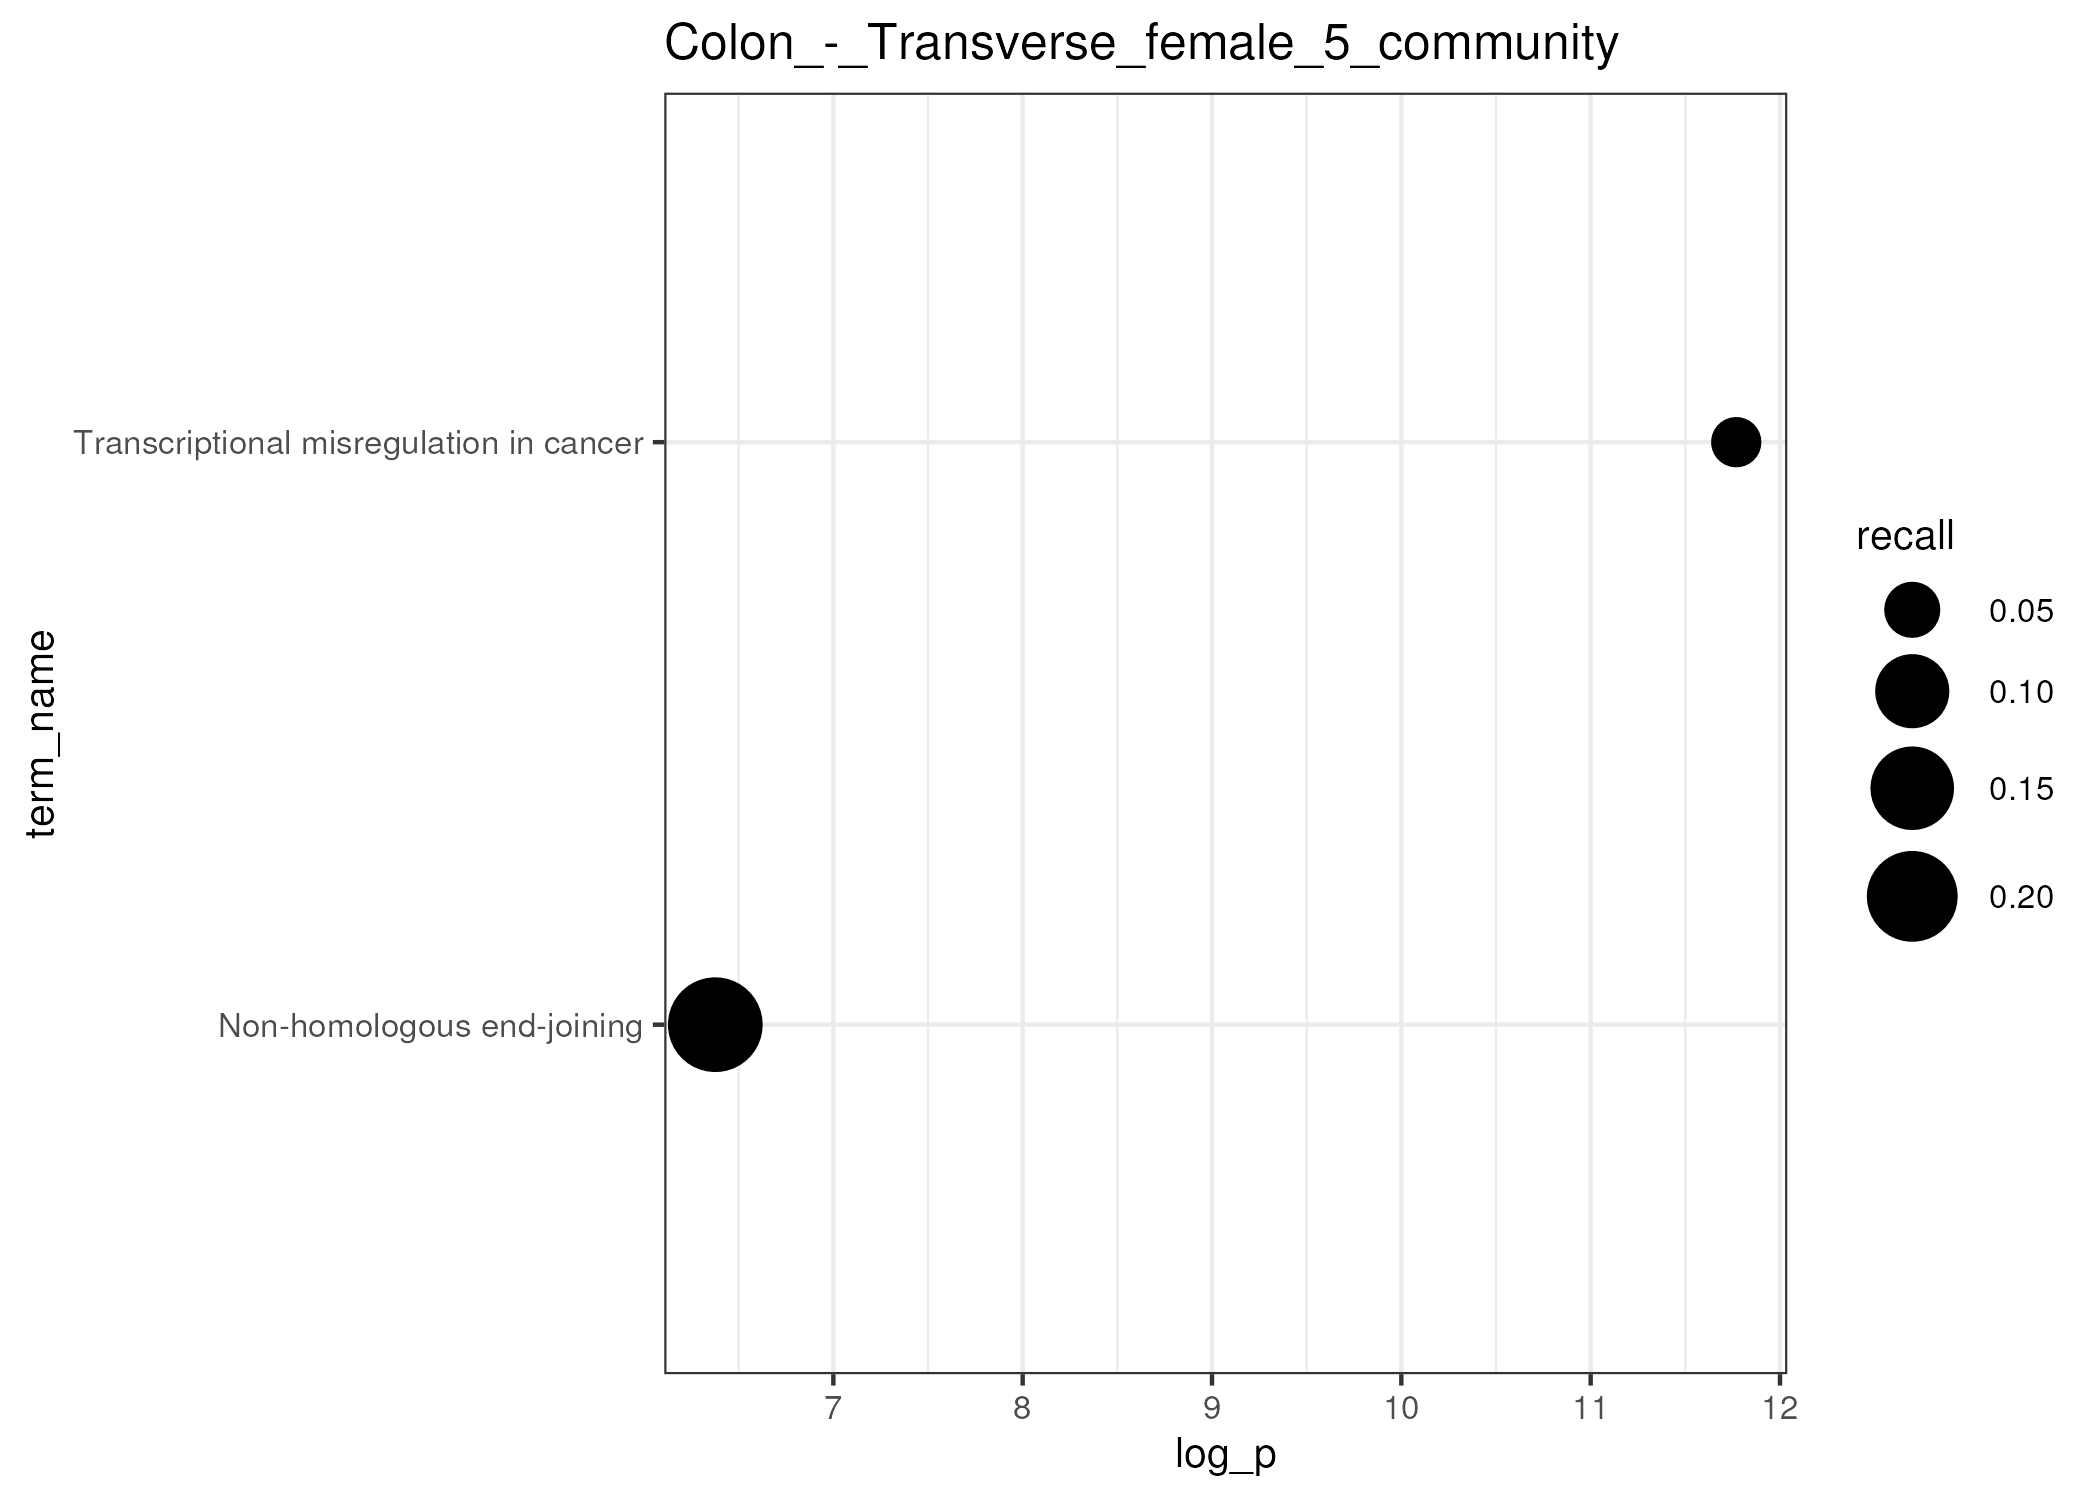 Colon_-_Transverse_female_5_community
term_name
Transcriptional misregulation in cancer
Non-homologous end-joining
7 8 9 10 11 12
log_p
recall
0.05
0.10
0.15
0.20